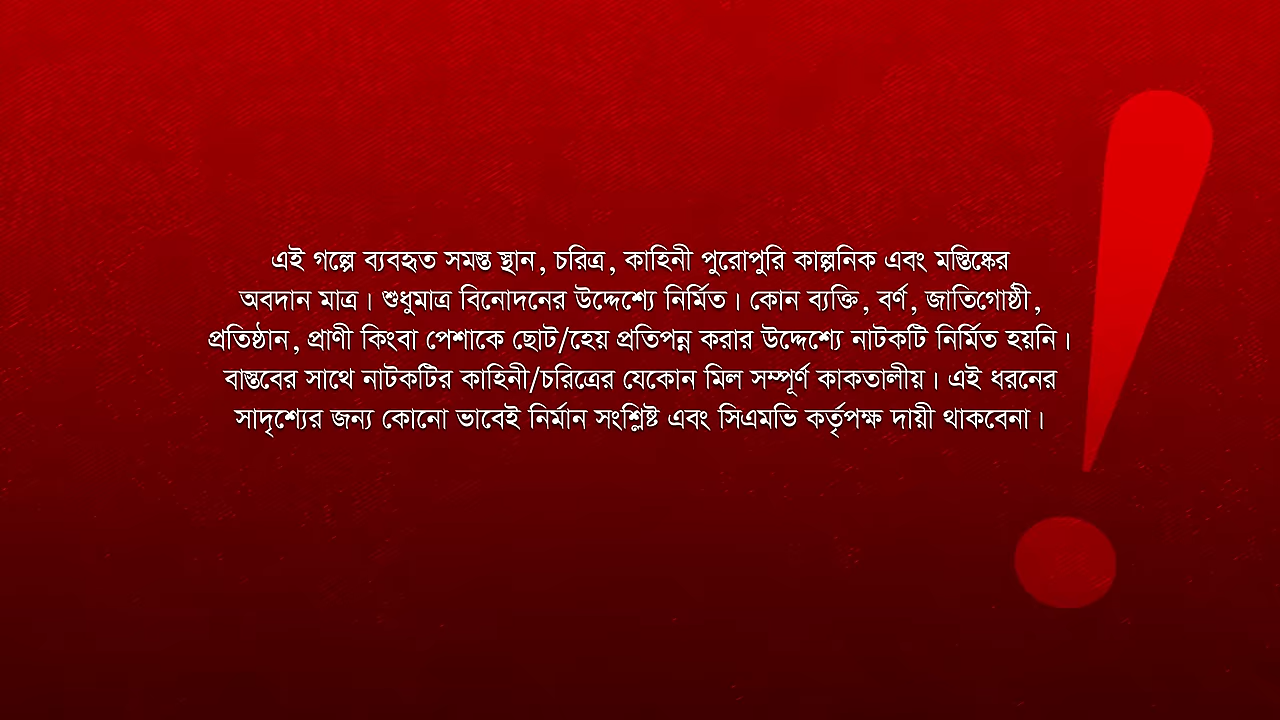 এই গল্পে ব্যবহৃত সমস্ত স্থান, চরিত্র, কাহিনী পুরোপুরি কাল্পনিক এবং মস্তিষ্কের
অবদান মাত্র। শুধুমাত্র বিনোদনের উদ্দেশ্যে নির্মিত। কোন ব্যক্তি, বর্ণ, জাতিগোষ্ঠী,
প্রতিষ্ঠান, প্রাণী কিংবা পেশাকে ছোট/হেয় প্রতিপন্ন করার উদ্দেশ্যে নাটকটি নির্মিত হয়নি।
বাস্তবের সাথে নাটকটির কাহিনী/চরিত্রের যেকোন মিল সম্পূর্ণ কাকতালীয়। এই ধরনের
সাদৃশ্যের জন্য কোনো ভাবেই নির্মান সংশ্লিষ্ট এবং সিএমভি কর্তৃপক্ষ দায়ী থাকবেনা।